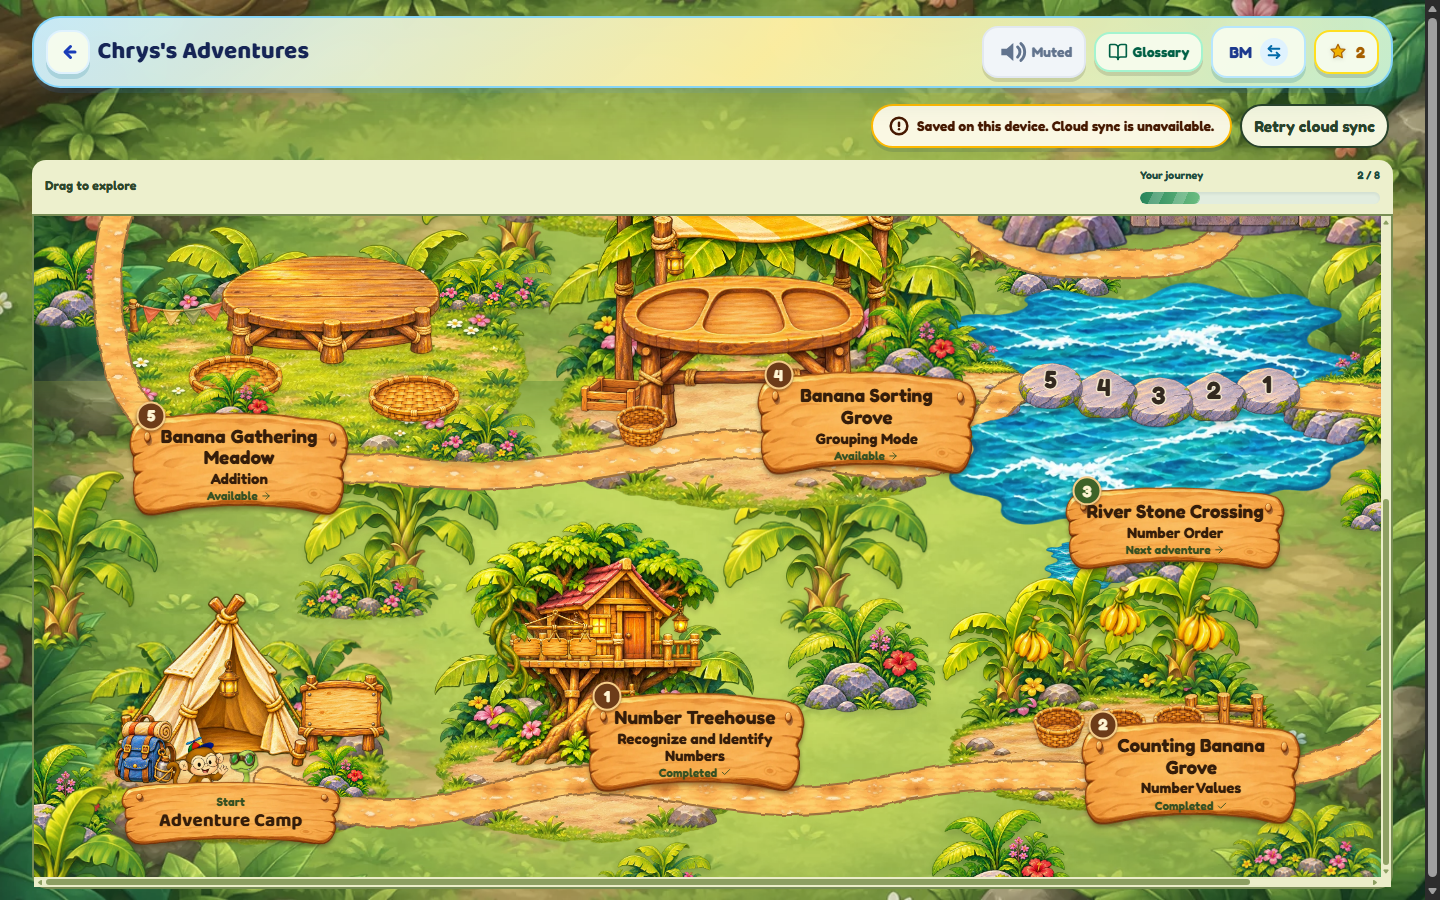 Chrys's Adventures
Muted
Glossary
BM
2
Saved on this device. Cloud sync is unavailable.
Retry cloud sync
Drag to explore
Your journey
2 / 8
5
Banana Gathering
Meadow
Addition
Available →
4
Banana Sorting
Grove
Grouping Mode
Available →
5
4
3
2
1
3
River Stone Crossing
Number Order
Next adventure →
1
Number Treehouse
Recognize and Identify
Numbers
Completed ✓
2
Counting Banana
Grove
Number Values
Completed ✓
Start
Adventure Camp